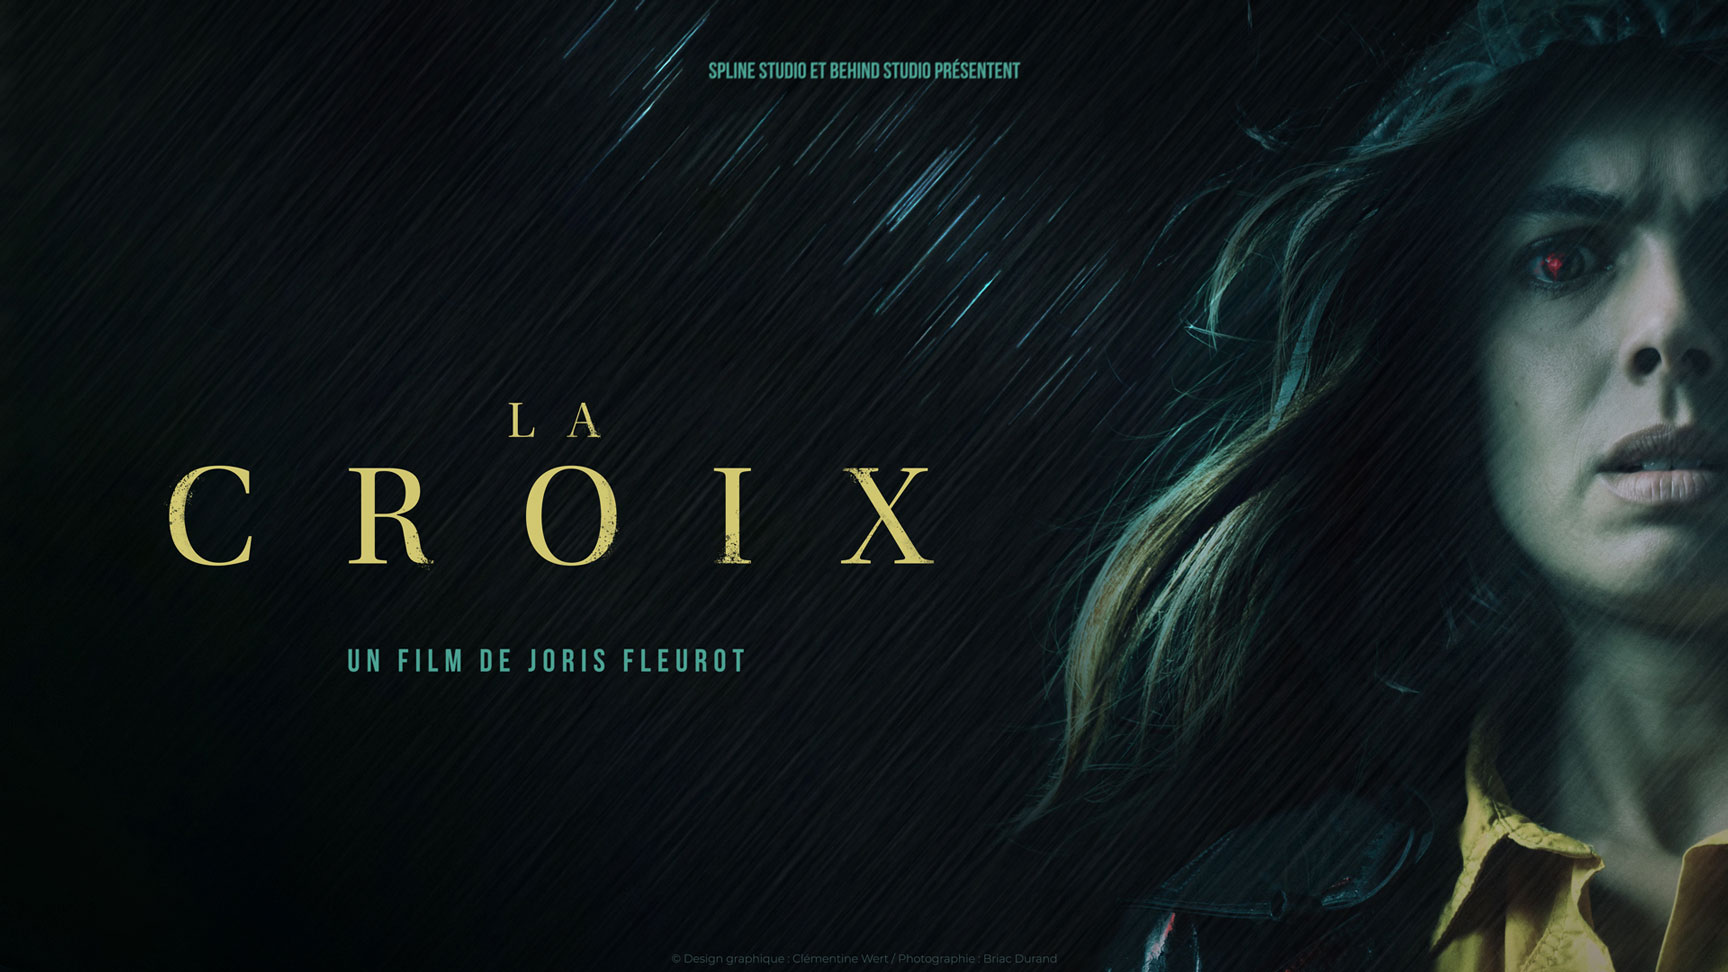 SPLINE STUDIO ET BEHIND STUDIO PRÉSENTENT
LA
CROIX
UN FILM DE JORIS FLEUROT
© Design graphique : Clémentine Wert / Photographie : Briac Durand